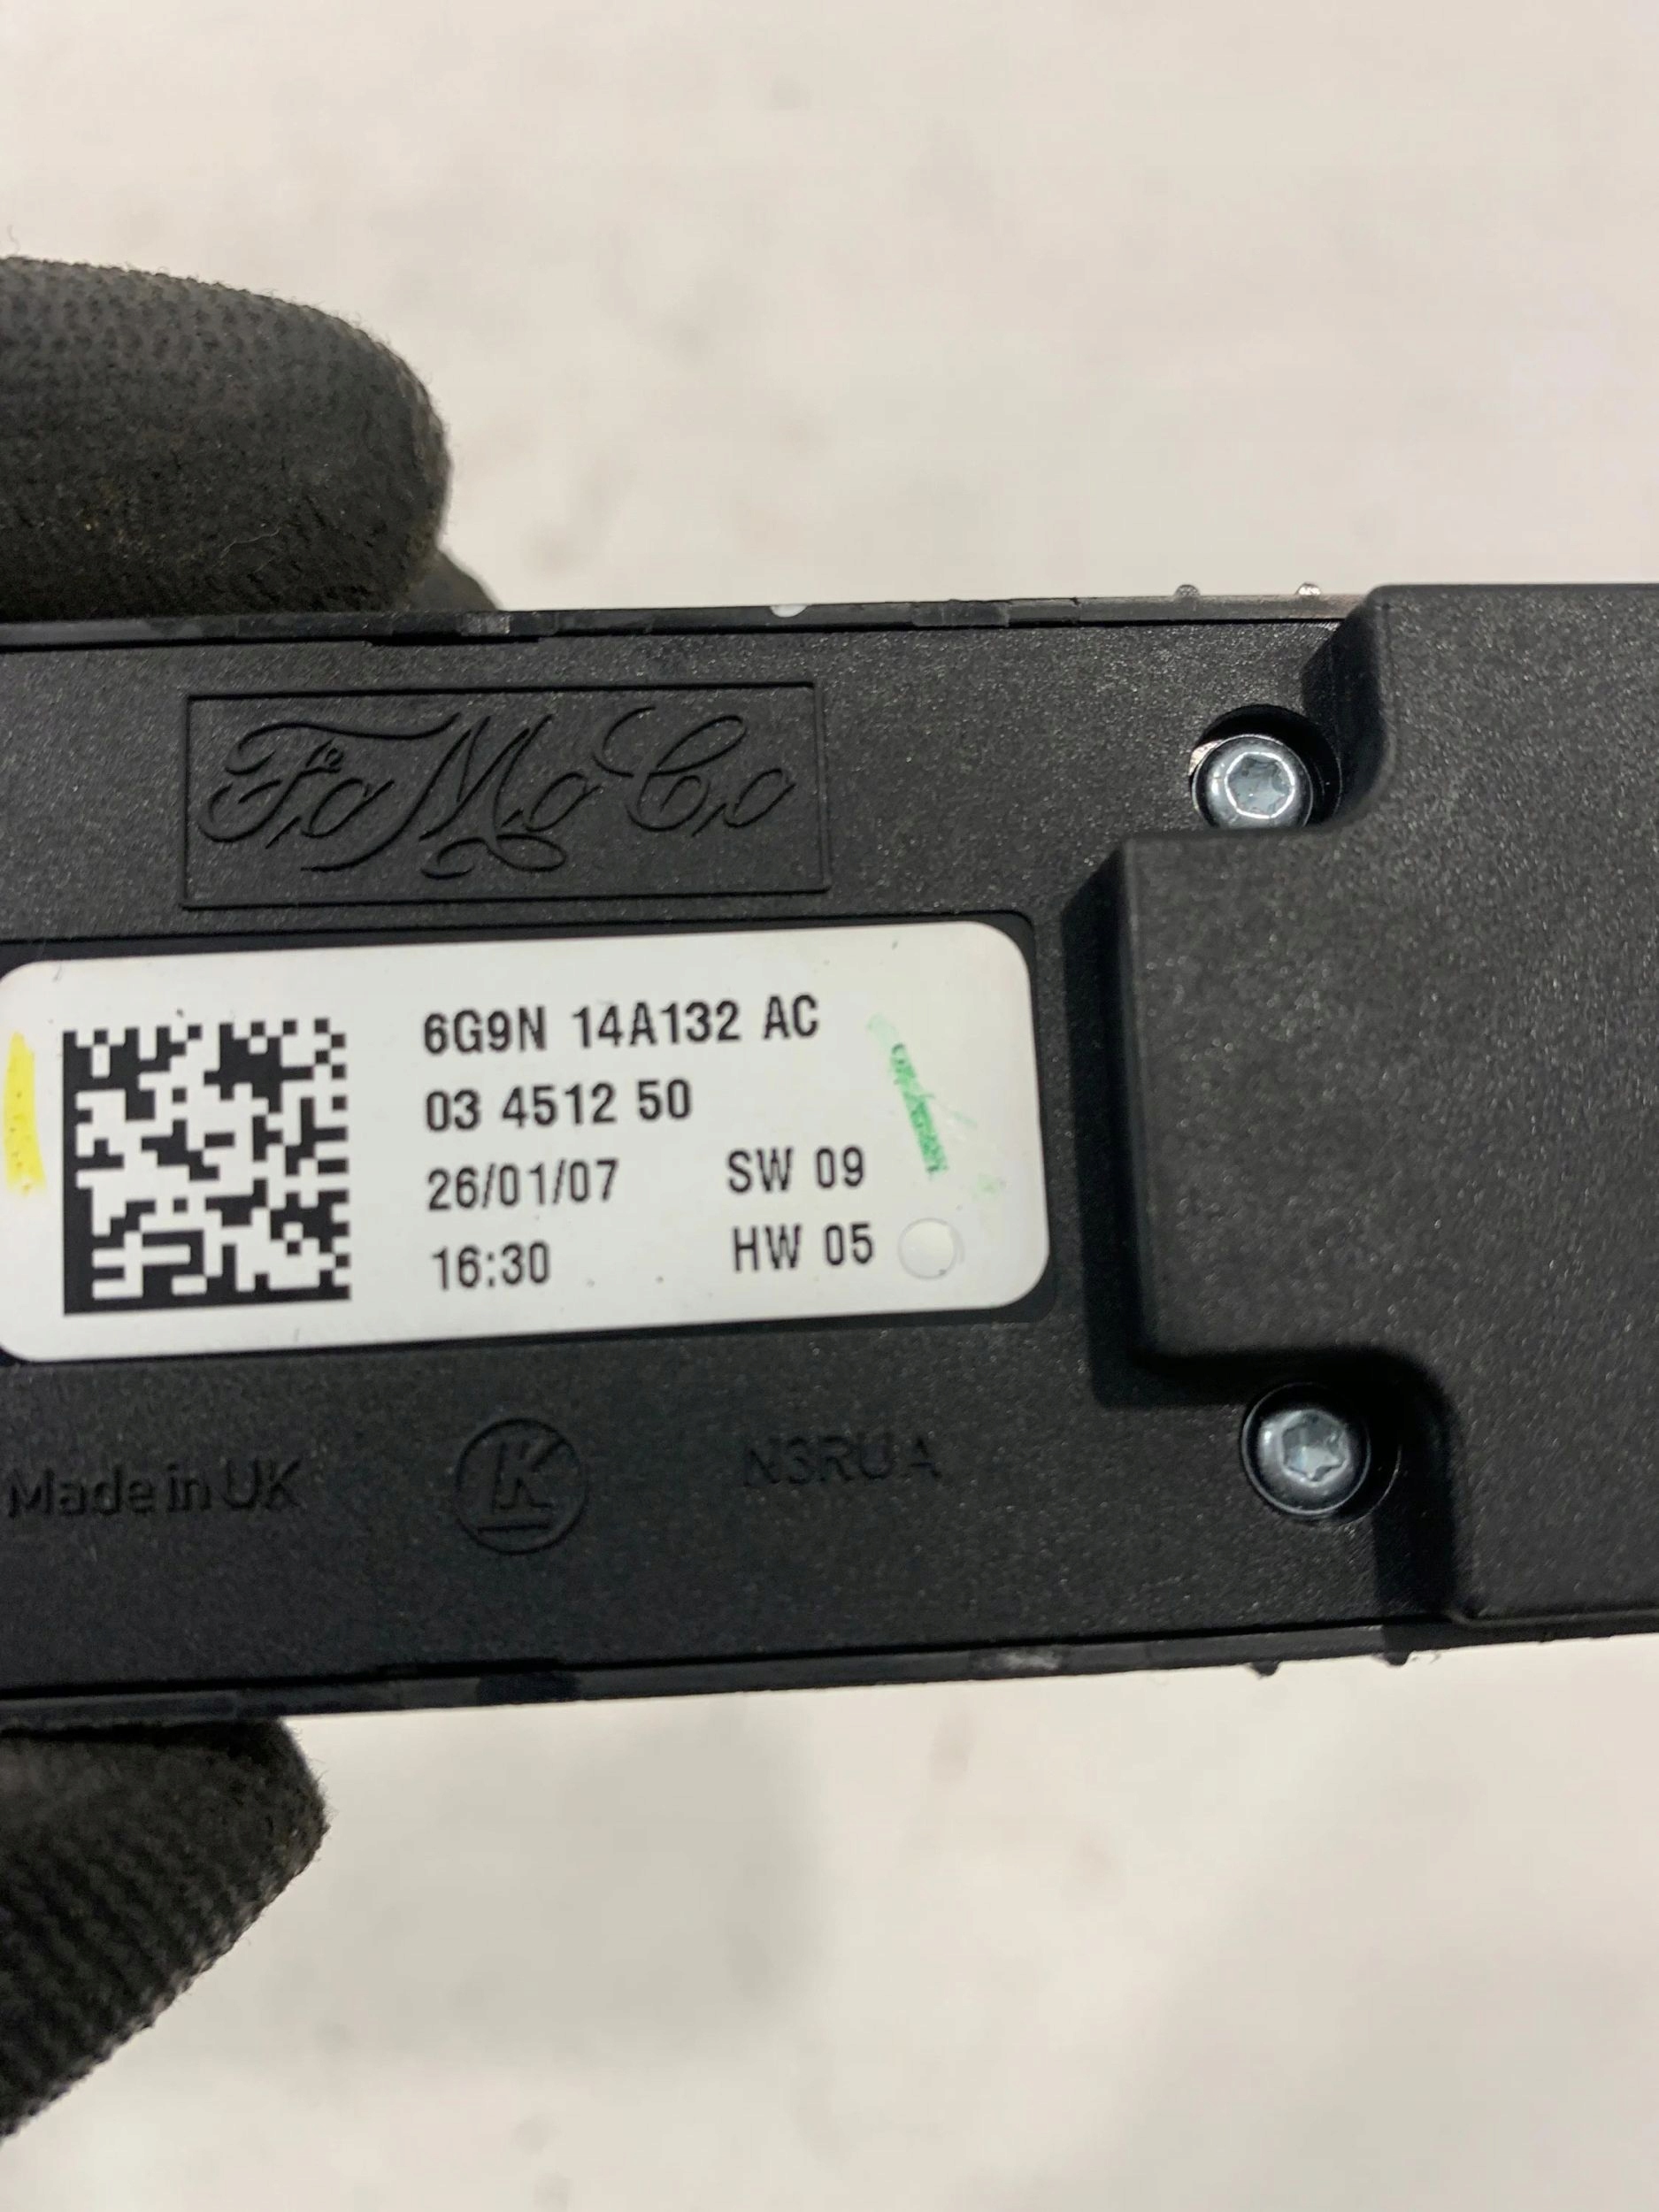 FoMoCo
6G9N 14A132 AC
03 4512 50
26/01/07 SW 09
16:30 HW 05
Made in UK K N3RUA